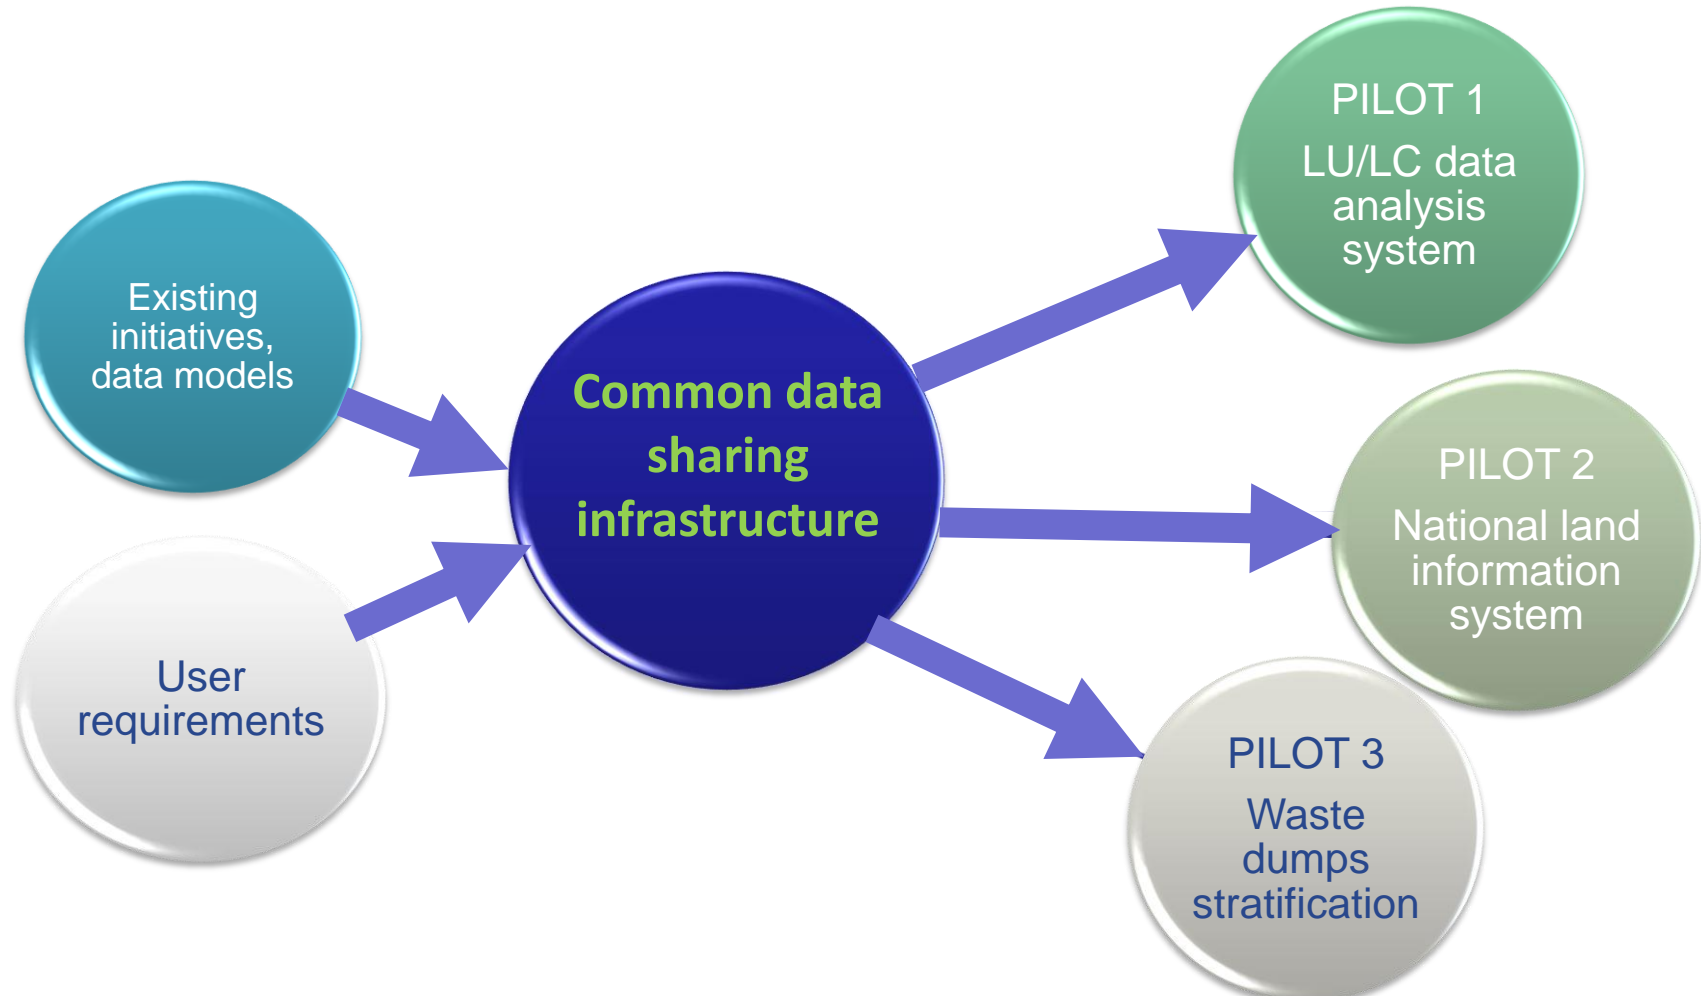 Existing
initiatives,
data models
User
requirements
Common data
sharing
infrastructure
PILOT 1
LU/LC data
analysis
system
PILOT 2
National land
information
system
PILOT 3
Waste
dumps
stratification